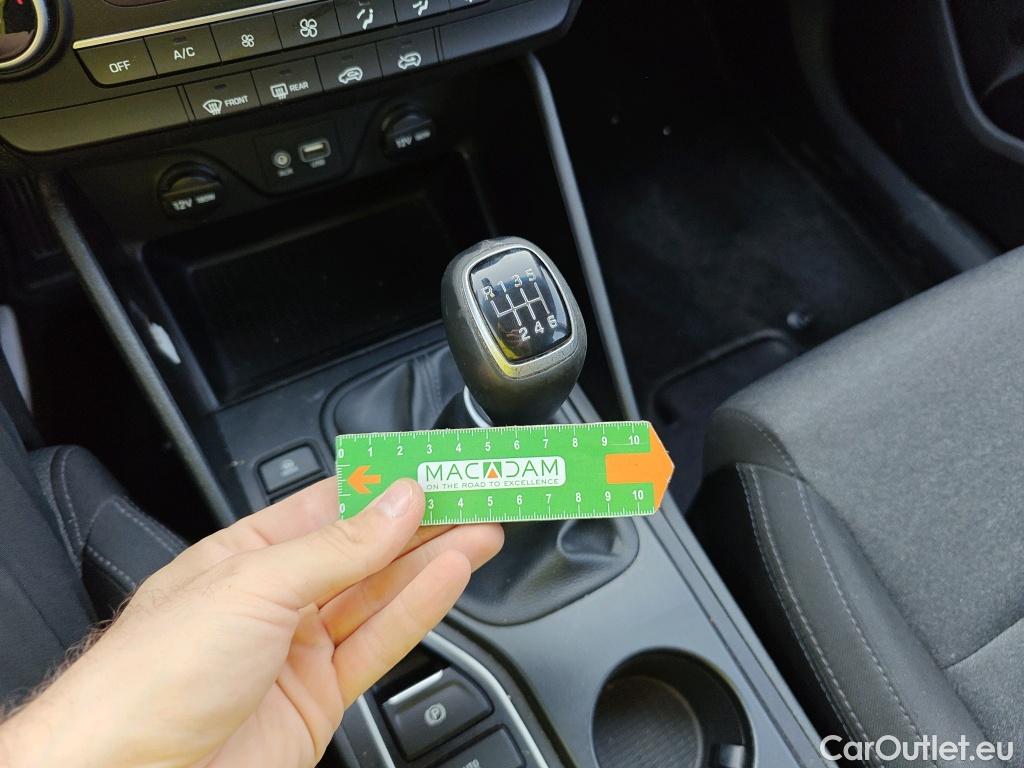 OFF
A/C
FRONT
REAR
12V 180W
AUX
USB
12V 180W
R 1 3 5
2 4 6
0 1 2 3 4 5 6 7 8 9 10
MACADAM
ON THE ROAD TO EXCELLENCE
0 3 4 5 6 7 8 9 10
P
CarOutlet.eu